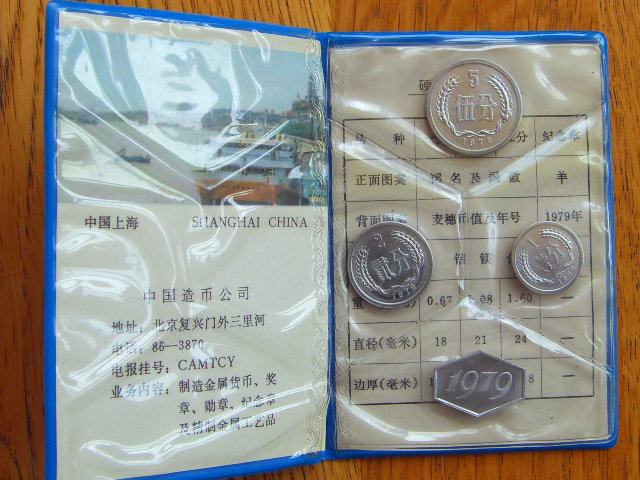 中国上海 SHANGHAI CHINA
中国造币公司
地址：北京复兴门外三里河
电话：86—3870
电报挂号：CAMTCY
业务内容：制造金属货币、奖
章、勋章、纪念章
及精制金属工艺品
硬
5
伍分
1979
品 种 分 纪念章
正面图案 国名及国徽 羊
背面图案 麦穗币值及年号 1979年
2
贰分
1979
1
铝 镁
0.67 1.08 1.60 —
直径(毫米) 18 21 24 —
边厚(毫米) 8 —
1979